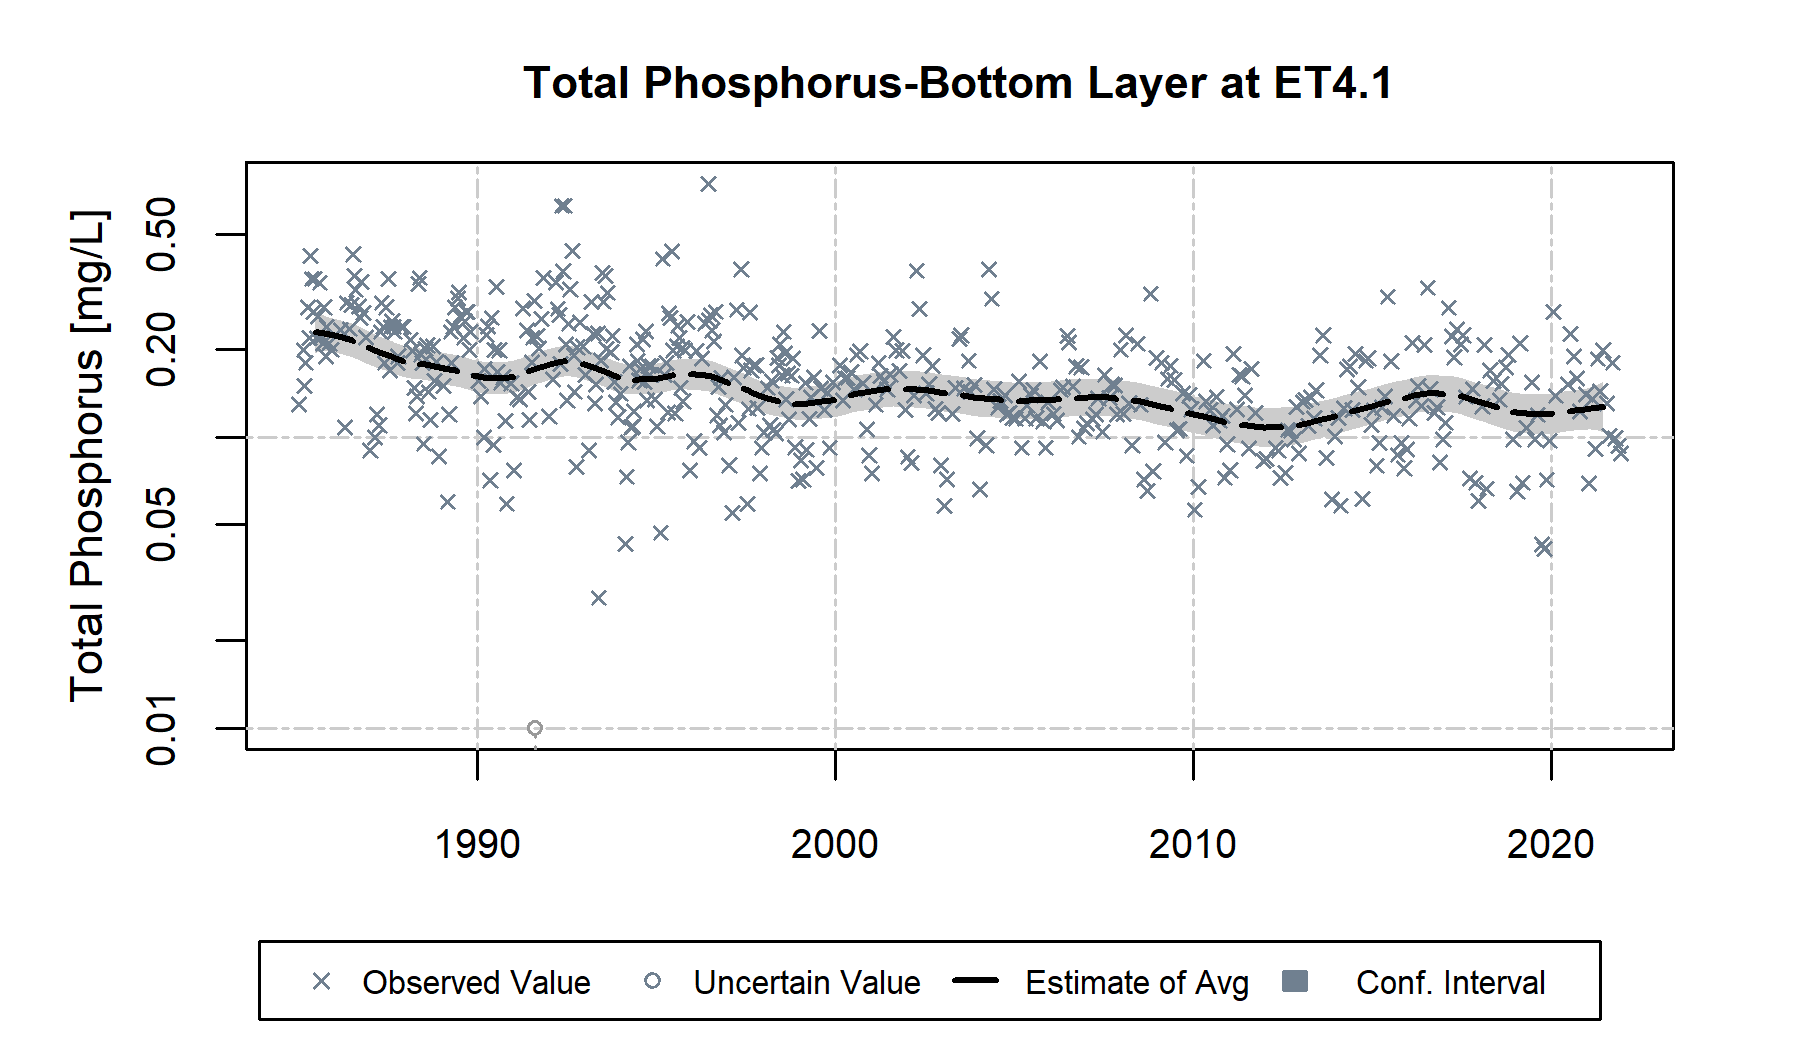 Total Phosphorus-Bottom Layer at ET4.1
Total Phosphorus [mg/L]
0.50
0.20
0.05
0.01
1990 2000 2010 2020
Observed Value Uncertain Value Estimate of Avg Conf. Interval